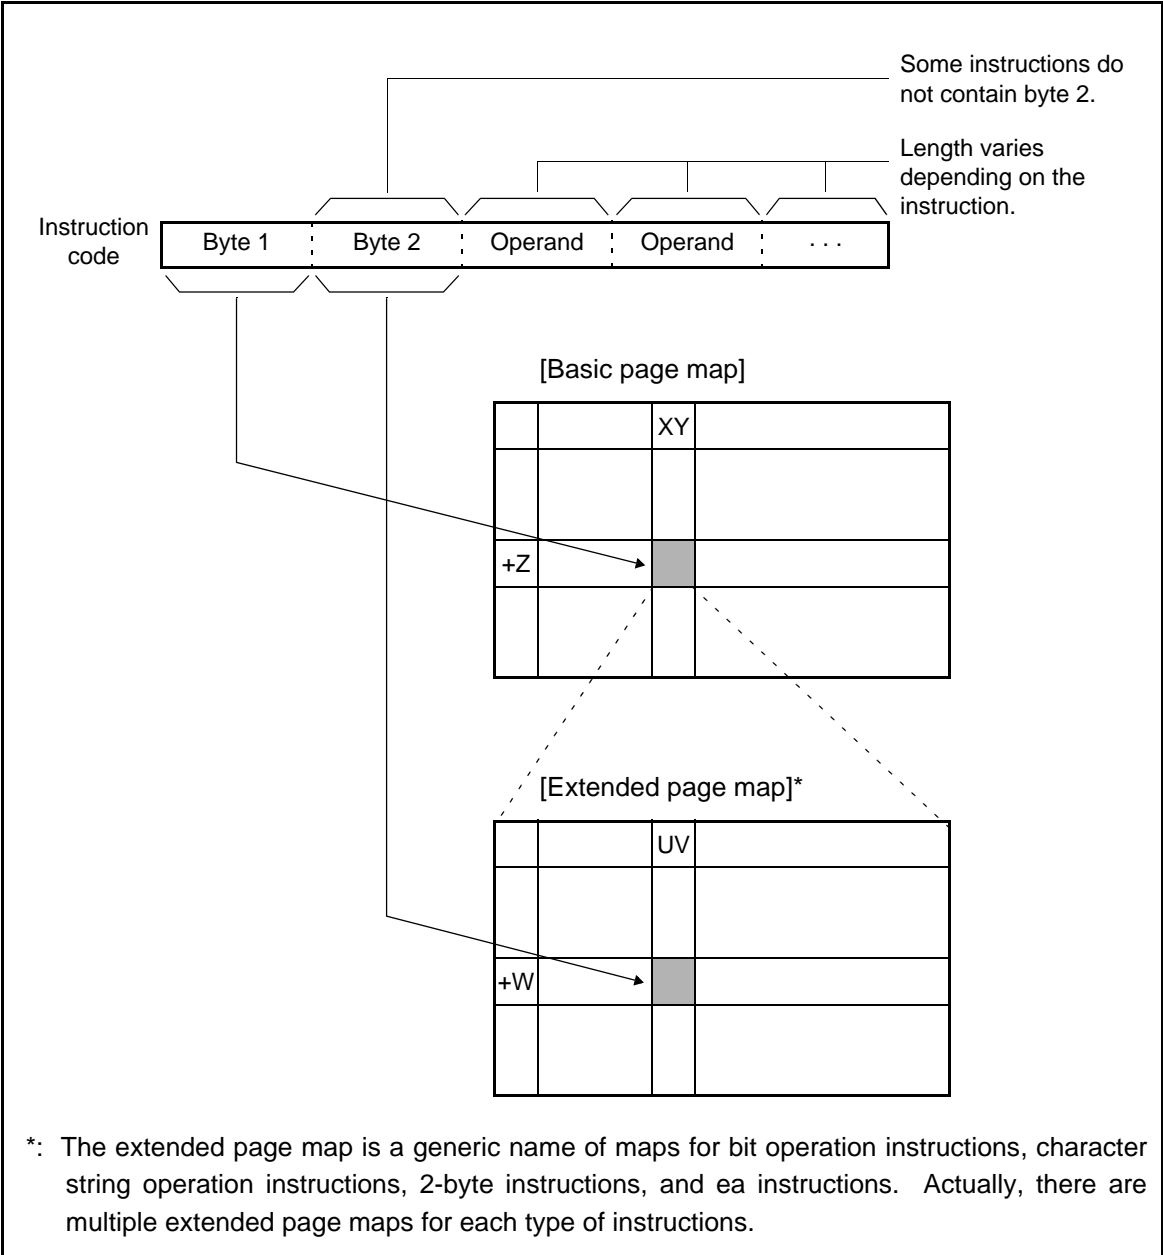 Some instructions do
not contain byte 2.
Length varies
depending on the
instruction.
Instruction
code
Byte 1 Byte 2 Operand Operand . . .
[Basic page map]
XY
+Z
[Extended page map]*
UV
+W
*: The extended page map is a generic name of maps for bit operation instructions, character
string operation instructions, 2-byte instructions, and ea instructions. Actually, there are
multiple extended page maps for each type of instructions.